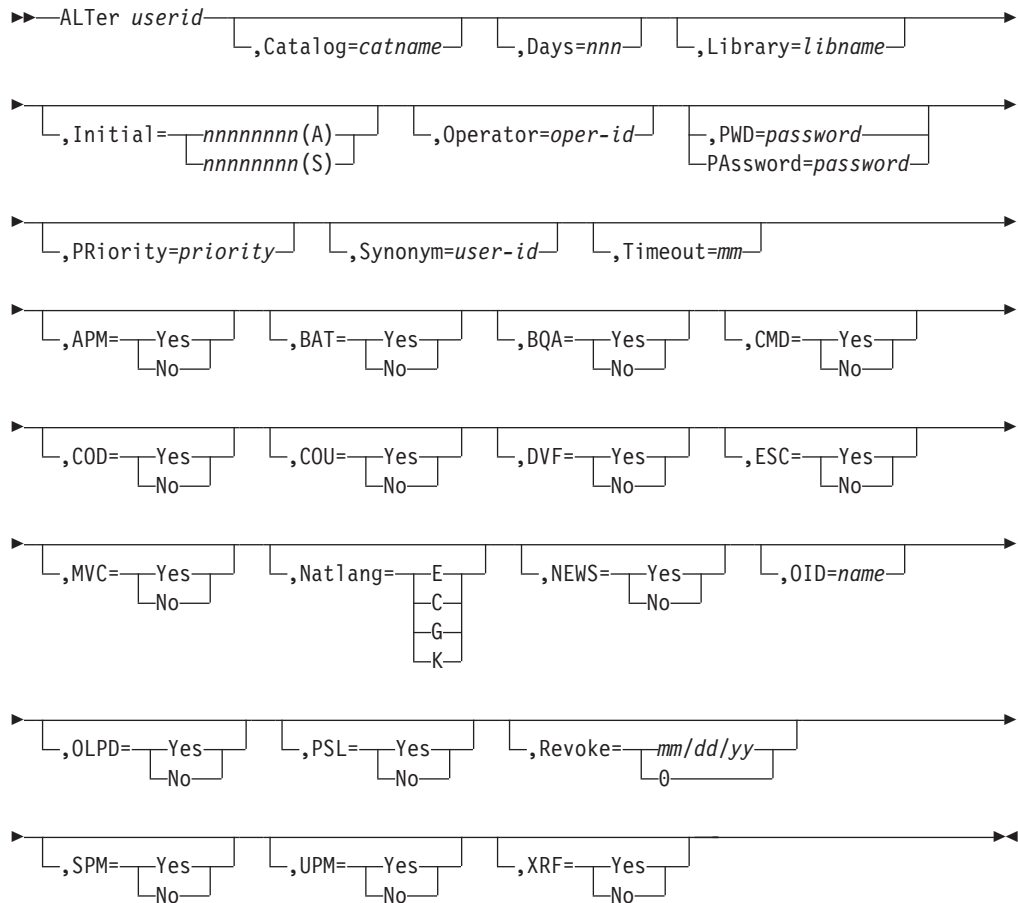 ALTer userid
,Catalog=catname ,Days=nnn ,Library=libname
,Initial= nnnnnnnn(A) ,Operator=oper-id ,PWD=password
nnnnnnnn(S) PAssword=password
,PRiority=priority ,Synonym=user-id ,Timeout=mm
,APM= Yes ,BAT= Yes ,BQA= Yes ,CMD= Yes
No No No No
,COD= Yes ,COU= Yes ,DVF= Yes ,ESC= Yes
No No No No
,MVC= Yes ,Natlang= E ,NEWS= Yes ,OID=name
No C No
G
K
,OLPD= Yes ,PSL= Yes ,Revoke= mm/dd/yy
No No 0
,SPM= Yes ,UPM= Yes ,XRF= Yes
No No No